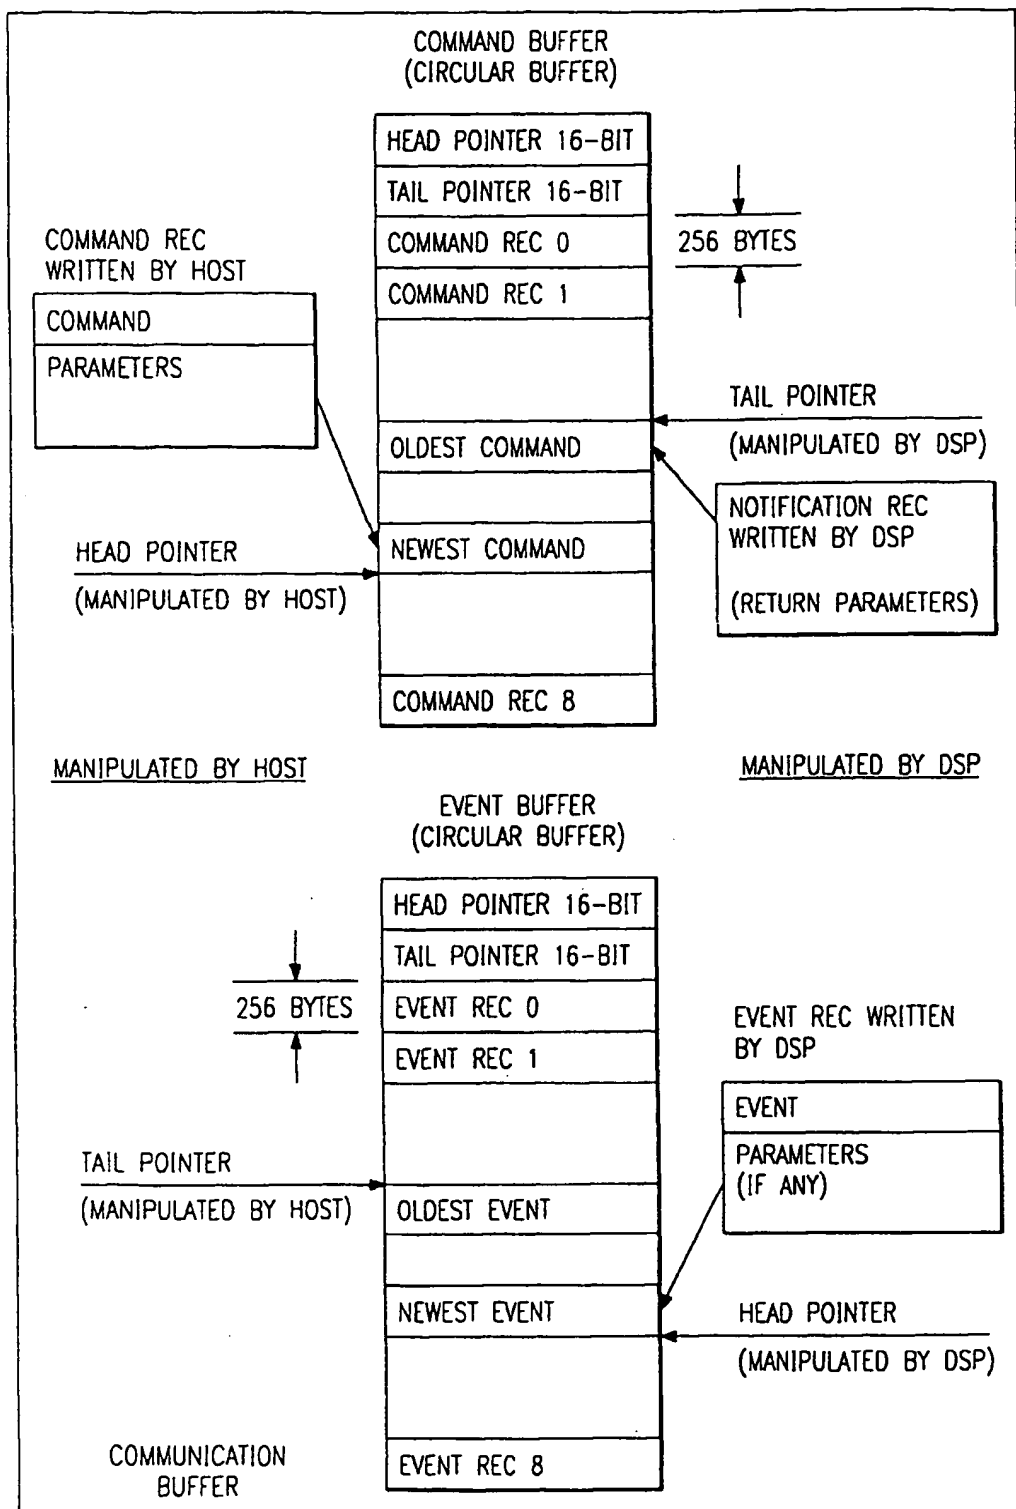 COMMAND BUFFER
(CIRCULAR BUFFER)
HEAD POINTER 16-BIT
TAIL POINTER 16-BIT
COMMAND REC 0
256 BYTES
COMMAND REC 1
COMMAND REC
WRITTEN BY HOST
COMMAND
PARAMETERS
TAIL POINTER
(MANIPULATED BY DSP)
OLDEST COMMAND
NOTIFICATION REC
WRITTEN BY DSP
(RETURN PARAMETERS)
NEWEST COMMAND
HEAD POINTER
(MANIPULATED BY HOST)
COMMAND REC 8
MANIPULATED BY HOST
MANIPULATED BY DSP
EVENT BUFFER
(CIRCULAR BUFFER)
HEAD POINTER 16-BIT
TAIL POINTER 16-BIT
256 BYTES
EVENT REC 0
EVENT REC 1
EVENT REC WRITTEN
BY DSP
EVENT
PARAMETERS
(IF ANY)
TAIL POINTER
(MANIPULATED BY HOST)
OLDEST EVENT
NEWEST EVENT
HEAD POINTER
(MANIPULATED BY DSP)
EVENT REC 8
COMMUNICATION
BUFFER